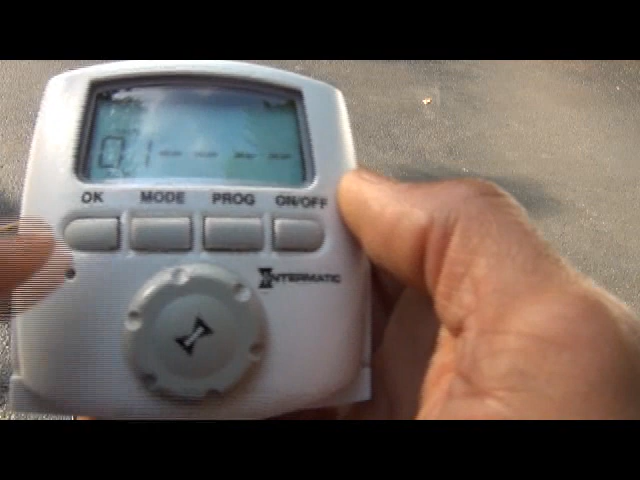 01 -- -- -- --
OK MODE PROG ON/OFF
INTERMATIC